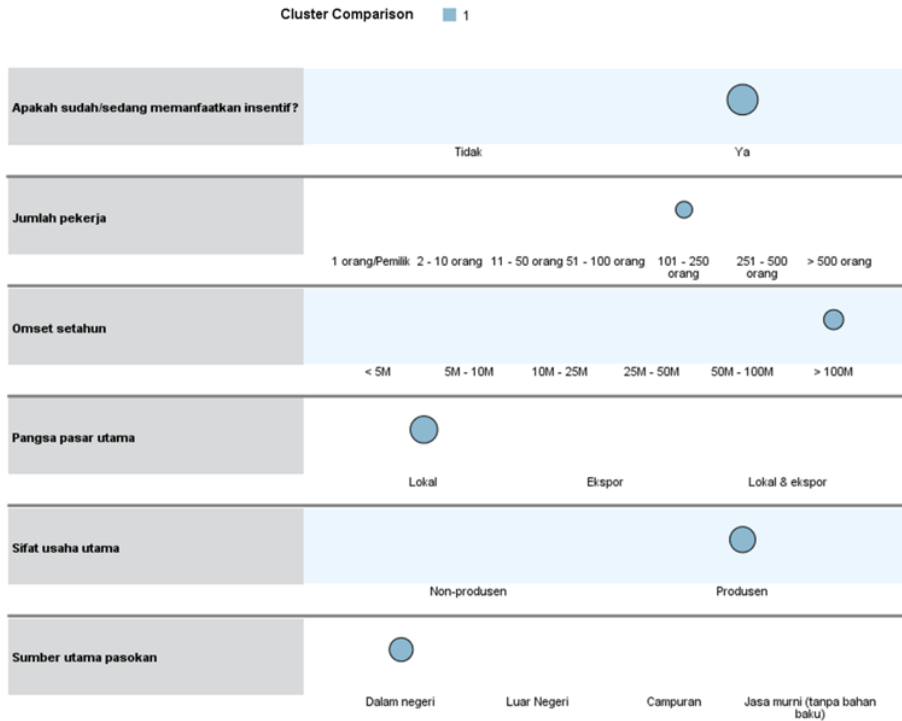 Cluster Comparison 1
Apakah sudah/sedang memanfaatkan insentif?
Tidak Ya
Jumlah pekerja
1 orang/Pemilik 2 - 10 orang 11 - 50 orang 51 - 100 orang 101 - 250 orang 251 - 500 orang > 500 orang
Omset setahun
< 5M 5M - 10M 10M - 25M 25M - 50M 50M - 100M > 100M
Pangsa pasar utama
Lokal Ekspor Lokal & ekspor
Sifat usaha utama
Non-produsen Produsen
Sumber utama pasokan
Dalam negeri Luar Negeri Campuran Jasa murni (tanpa bahan baku)